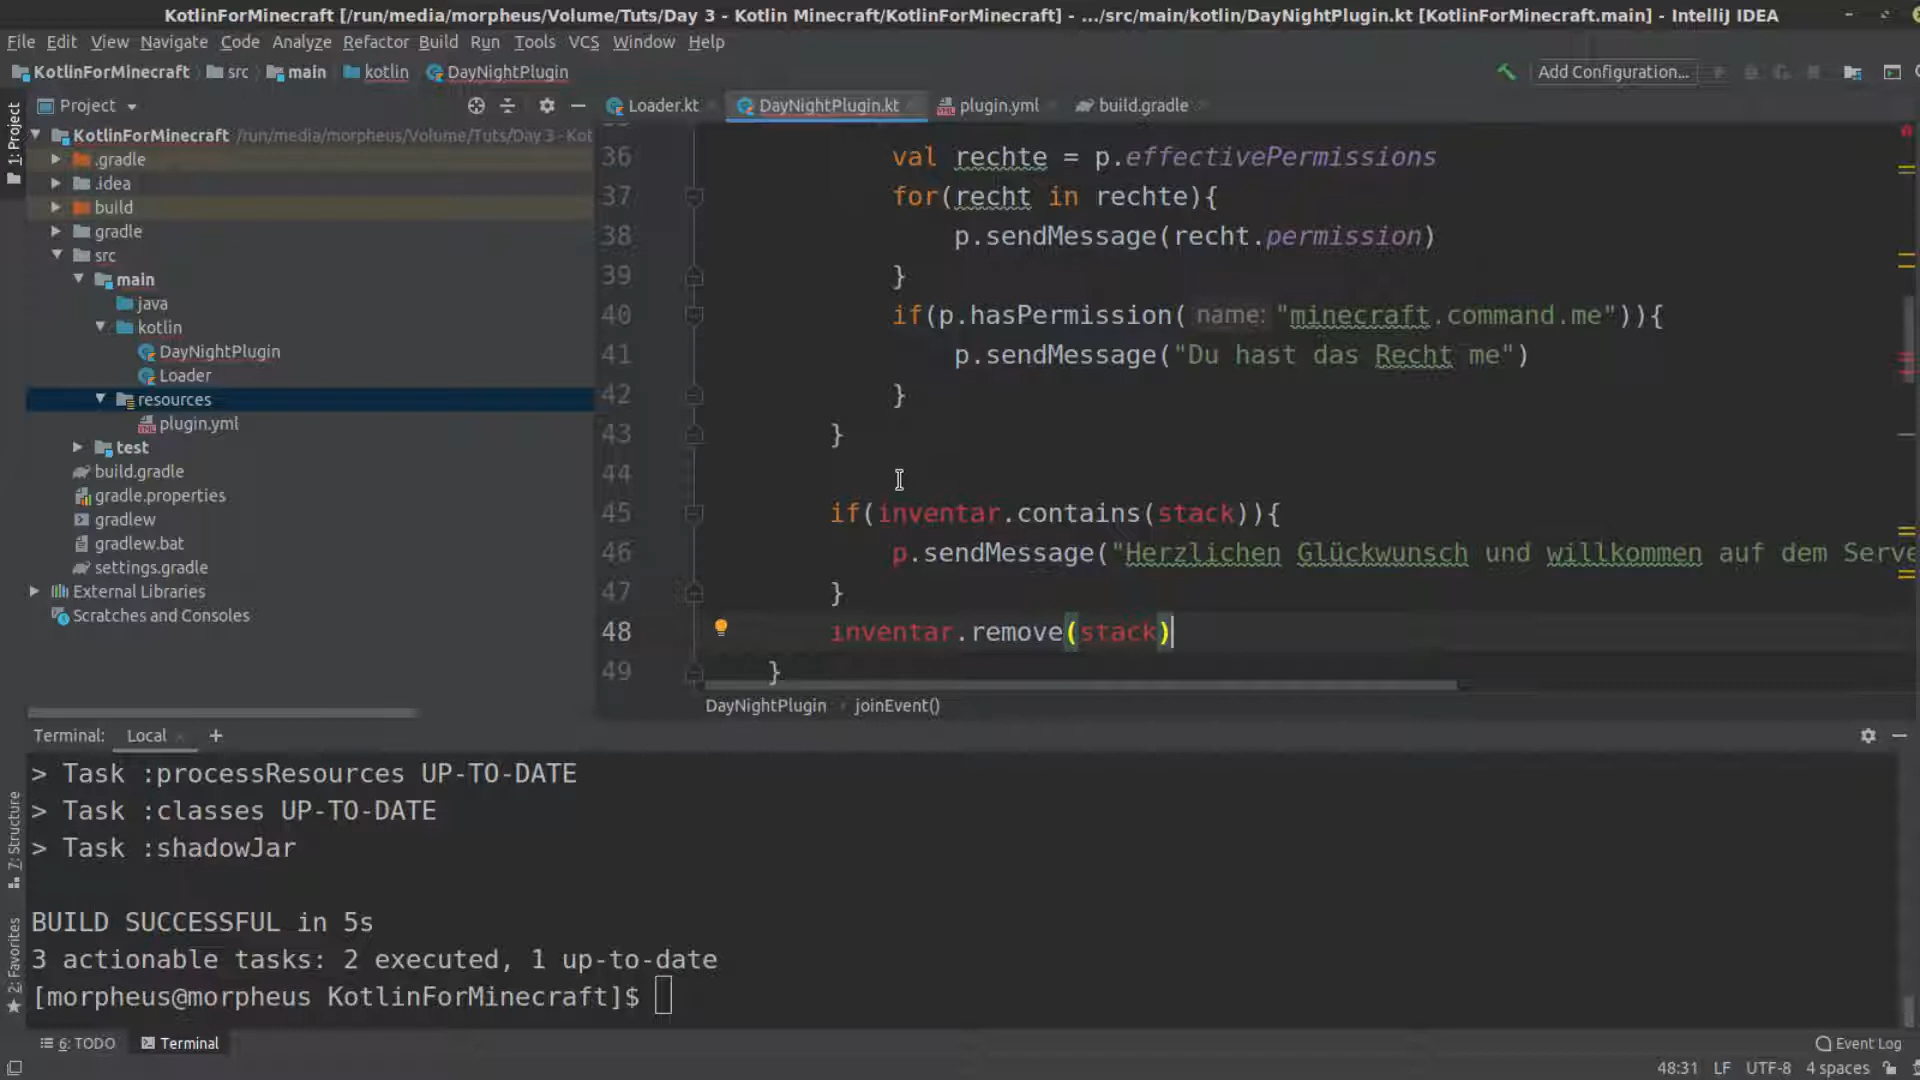 KotlinForMinecraft [/run/media/morpheus/Volume/Tuts/Day 3 - Kotlin Minecraft/KotlinForMinecraft] - .../src/main/kotlin/DayNightPlugin.kt [KotlinForMinecraft.main] - IntelliJ IDEA
File Edit View Navigate Code Analyze Refactor Build Run Tools VCS Window Help
KotlinForMinecraft src main kotlin DayNightPlugin
Add Configuration...
Project
Loader.kt DayNightPlugin.kt plugin.yml build.gradle
1: Project
KotlinForMinecraft /run/media/morpheus/Volume/Tuts/Day 3 - Kot
.gradle
.idea
build
gradle
src
main
java
kotlin
DayNightPlugin
Loader
resources
plugin.yml
test
build.gradle
gradle.properties
gradlew
gradlew.bat
settings.gradle
External Libraries
Scratches and Consoles
36 val rechte = p.effectivePermissions
37 for(recht in rechte){
38 p.sendMessage(recht.permission)
39 }
40 if(p.hasPermission( name: "minecraft.command.me")){
41 p.sendMessage("Du hast das Recht me")
42 }
43 }
44
45 if(inventar.contains(stack)){
46 p.sendMessage("Herzlichen Glückwunsch und willkommen auf dem Serve
47 }
48 inventar.remove(stack)
49 }
DayNightPlugin joinEvent()
Terminal: Local +
> Task :processResources UP-TO-DATE
> Task :classes UP-TO-DATE
> Task :shadowJar
BUILD SUCCESSFUL in 5s
3 actionable tasks: 2 executed, 1 up-to-date
[morpheus@morpheus KotlinForMinecraft]$
7: Structure
2: Favorites
6: TODO Terminal
Event Log
48:31 LF UTF-8 4 spaces